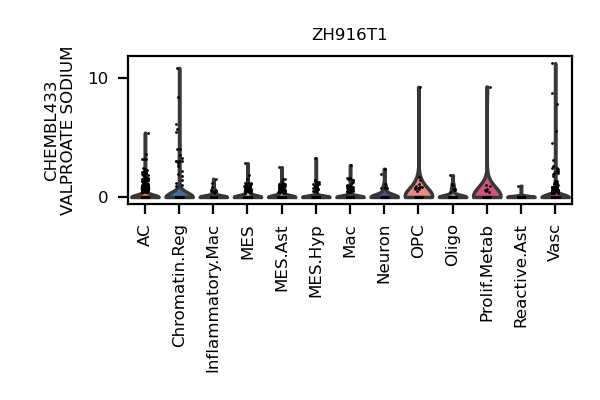 ZH916T1
CHEMBL433
VALPROATE SODIUM
10
0
AC
Chromatin.Reg
Inflammatory.Mac
MES
MES.Ast
MES.Hyp
Mac
Neuron
OPC
Oligo
Prolif.Metab
Reactive.Ast
Vasc